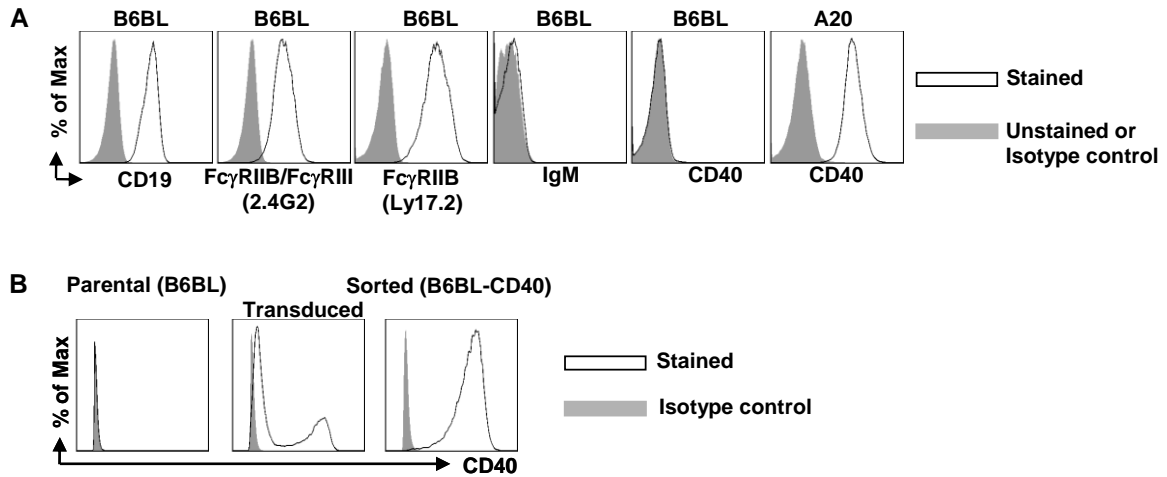 A
B6BL B6BL B6BL B6BL B6BL A20
% of Max
CD19
FcγRIIB/FcγRIII
(2.4G2)
FcγRIIB
(Ly17.2)
IgM
CD40
CD40
Stained
Unstained or
Isotype control
B
Parental (B6BL)
Transduced
Sorted (B6BL-CD40)
% of Max
CD40
Stained
Isotype control